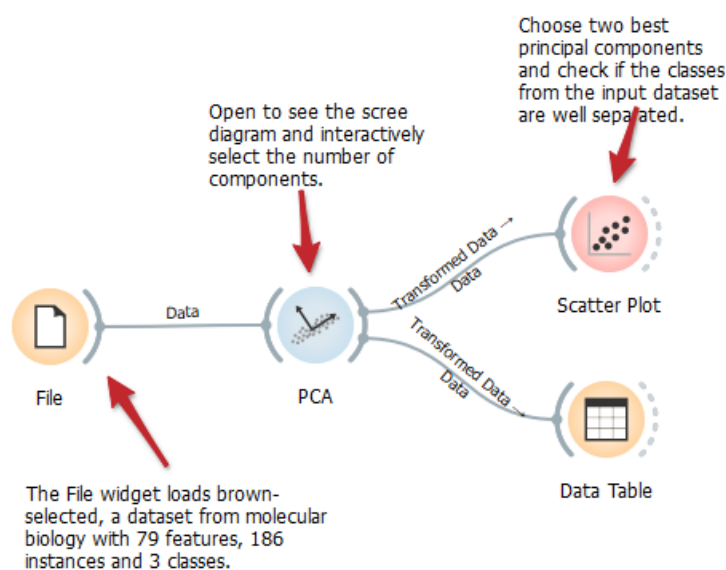 Choose two best
principal components
and check if the classes
from the input dataset
are well separated.
Open to see the scree
diagram and interactively
select the number of
components.
Transformed Data →
Data
Scatter Plot
Data
File
PCA
Transformed Data →
Data
Data Table
The File widget loads brown-
selected, a dataset from molecular
biology with 79 features, 186
instances and 3 classes.